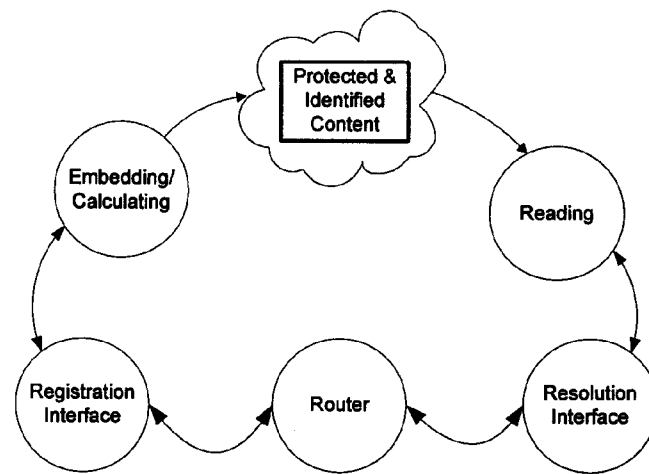 Protected &
Identified
Content
Embedding/
Calculating
Reading
Registration
Interface
Router
Resolution
Interface